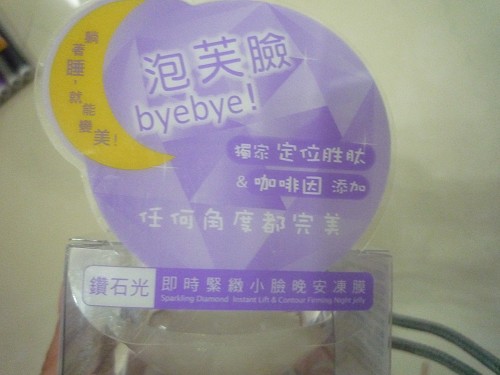 躺著睡，就能變美！
泡芙臉
byebye！
獨家 定位胜肽
& 咖啡因 添加
任何角度都完美
鑽石光 即時緊緻小臉晚安凍膜
Sparkling Diamond Instant Lift & Contour Firming Night Jelly